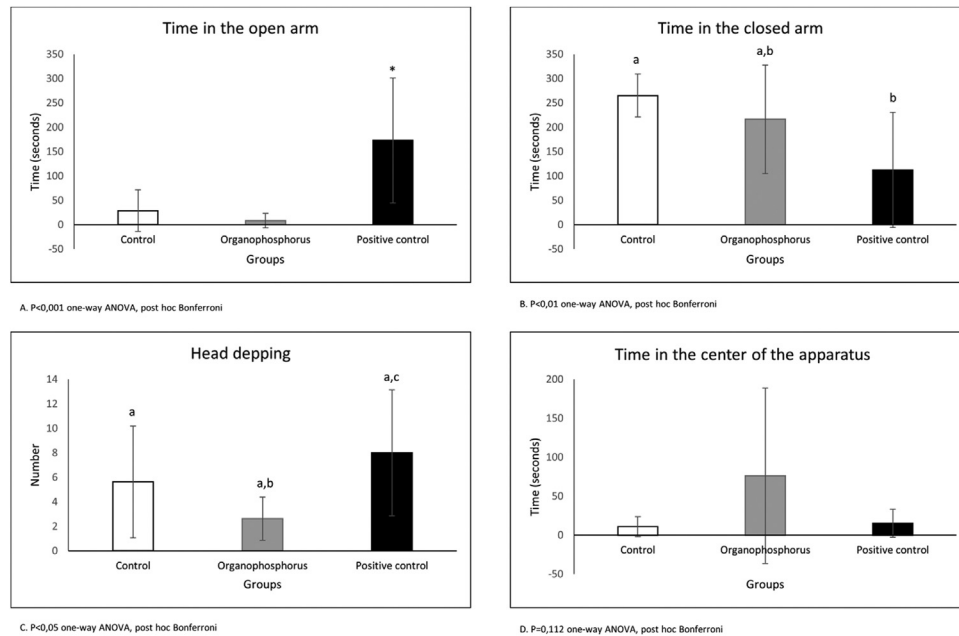 Time in the open arm
350
300
250
200
150
100
50
0
-50
Time (seconds)
*
Control
Organophosphorus
Positive control
Groups
A. P<0,001 one-way ANOVA, post hoc Bonferroni
Time in the closed arm
350
300
250
200
150
100
50
0
-50
Time (seconds)
a
a,b
b
Control
Organophosphorus
Positive control
Groups
B. P<0,01 one-way ANOVA, post hoc Bonferroni
Head depping
14
12
10
8
6
4
2
0
Number
a
a,b
a,c
Control
Organophosphorus
Positive control
Groups
C. P<0,05 one-way ANOVA, post hoc Bonferroni
Time in the center of the apparatus
200
150
100
50
0
-50
Time (seconds)
Control
Organophosphorus
Positive control
Groups
D. P=0,112 one-way ANOVA, post hoc Bonferroni